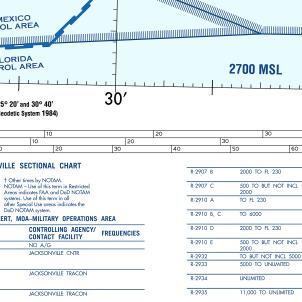 MEXICO
OL AREA
LORIDA
ROL AREA
2700 MSL
5° 20' and 30° 40'
eodetic System 1984)
30'
10
20
30
10
20
30
40
50
60
VILLE SECTIONAL CHART
† Other times by NOTAM.
NOTAM – Use of this term in Restricted
Areas indicates FAA and DoD NOTAM
systems. Use of this term in all
other Special Use areas indicates the
DoD NOTAM system.
ERT, MOA-MILITARY OPERATIONS AREA
CONTROLLING AGENCY/
CONTACT FACILITY
FREQUENCIES
NO A/G
JACKSONVILLE CNTR
JACKSONVILLE TRACON
JACKSONVILLE TRACON
R-2907 B 2000 TO FL 230
R-2907 C 500 TO BUT NOT INCL
2000
R-2910 A TO FL 230
R-2910 B, C TO 6000
R-2910 D 2000 TO FL 230
R-2910 E 500 TO BUT NOT INCL
2000
R-2932 TO BUT NOT INCL 5000
R-2933 5000 TO UNLIMITED
R-2934 UNLIMITED
R-2935 11,000 TO UNLIMITED